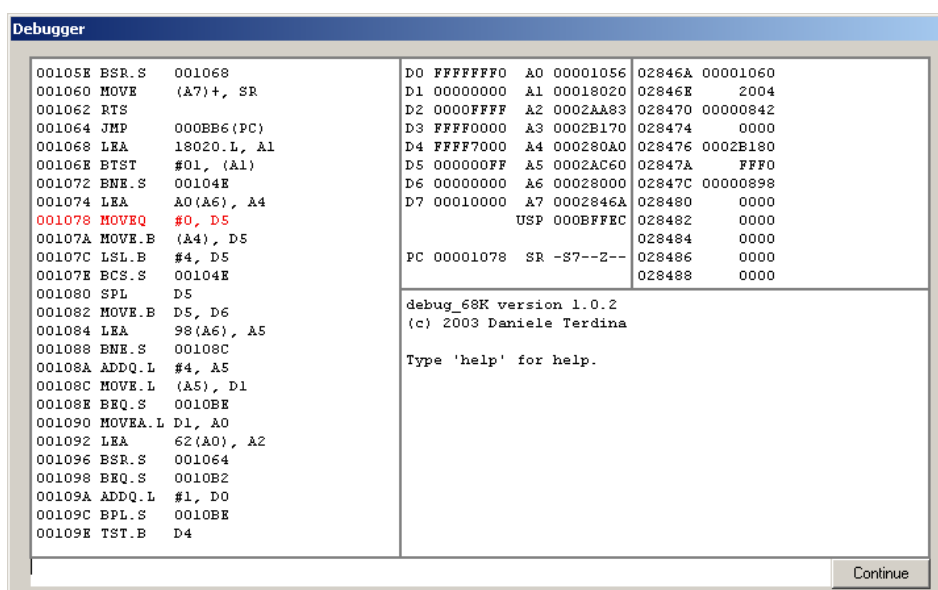 Debugger
00105E BSR.S 001068
001060 MOVE (A7)+, SR
001062 RTS
001064 JMP 000BB6(PC)
001068 LEA 18020.L, A1
00106E BTST #01, (A1)
001072 BNE.S 00104E
001074 LEA A0(A6), A4
001078 MOVEQ #0, D5
00107A MOVE.B (A4), D5
00107C LSL.B #4, D5
00107E BCS.S 00104E
001080 SPL D5
001082 MOVE.B D5, D6
001084 LEA 98(A6), A5
001088 BNE.S 00108C
00108A ADDQ.L #4, A5
00108C MOVE.L (A5), D1
00108E BEQ.S 0010BE
001090 MOVEA.L D1, A0
001092 LEA 62(A0), A2
001096 BSR.S 001064
001098 BEQ.S 0010B2
00109A ADDQ.L #1, D0
00109C BPL.S 0010BE
00109E TST.B D4
D0 FFFFFFF0 A0 00001056
D1 00000000 A1 00018020
D2 0000FFFF A2 0002AA83
D3 FFFF0000 A3 0002B170
D4 FFFF7000 A4 000280A0
D5 000000FF A5 0002AC60
D6 00000000 A6 00028000
D7 00010000 A7 0002846A
USP 000BFFEC
PC 00001078 SR -S7--Z--
02846A 00001060
02846E 2004
028470 00000842
028474 0000
028476 0002B180
02847A FFF0
02847C 00000898
028480 0000
028482 0000
028484 0000
028486 0000
028488 0000
debug_68K version 1.0.2
(c) 2003 Daniele Terdina
Type 'help' for help.
Continue